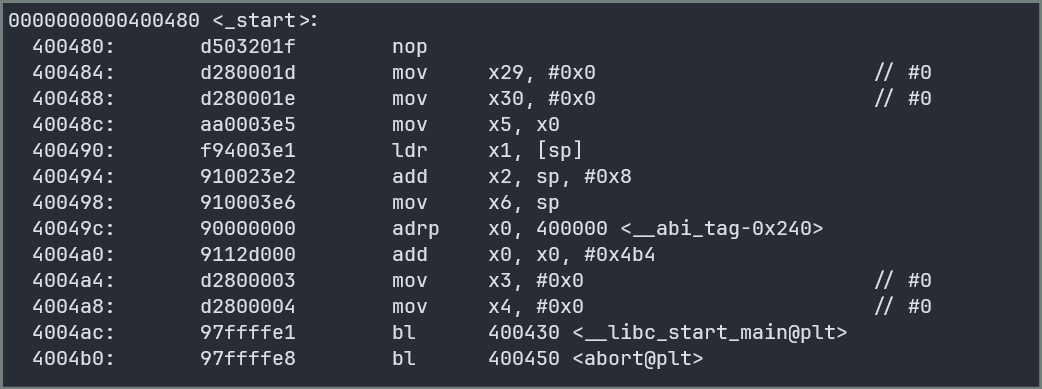 0000000000400480 <_start>:
  400480:       d503201f        nop
  400484:       d280001d        mov     x29, #0x0                       // #0
  400488:       d280001e        mov     x30, #0x0                       // #0
  40048c:       aa0003e5        mov     x5, x0
  400490:       f94003e1        ldr     x1, [sp]
  400494:       910023e2        add     x2, sp, #0x8
  400498:       910003e6        mov     x6, sp
  40049c:       90000000        adrp    x0, 400000 <__abi_tag-0x240>
  4004a0:       9112d000        add     x0, x0, #0x4b4
  4004a4:       d2800003        mov     x3, #0x0                        // #0
  4004a8:       d2800004        mov     x4, #0x0                        // #0
  4004ac:       97ffffe1        bl      400430 <__libc_start_main@plt>
  4004b0:       97ffffe8        bl      400450 <abort@plt>